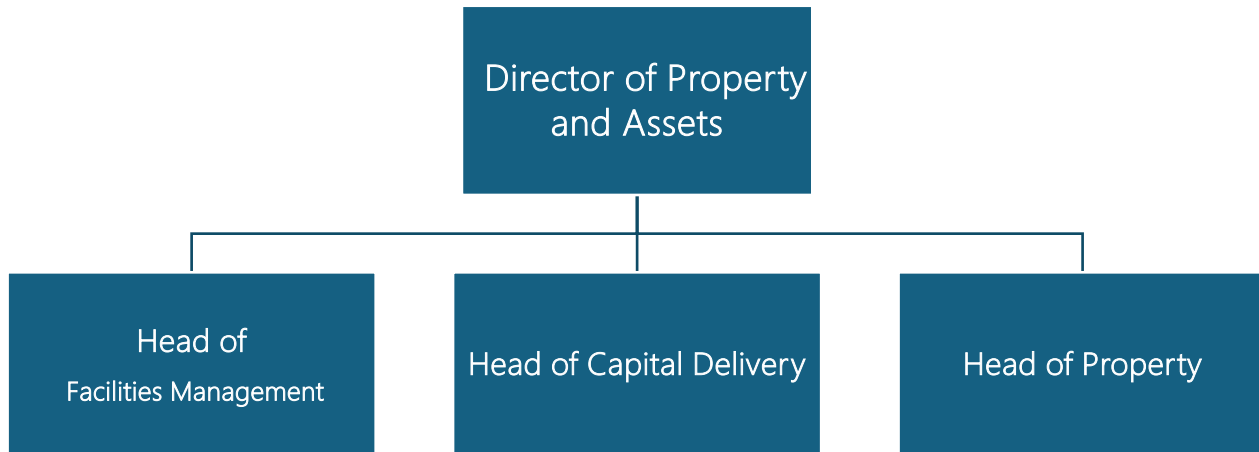 Director of Property
and Assets
Head of
Facilities Management
Head of Capital Delivery
Head of Property